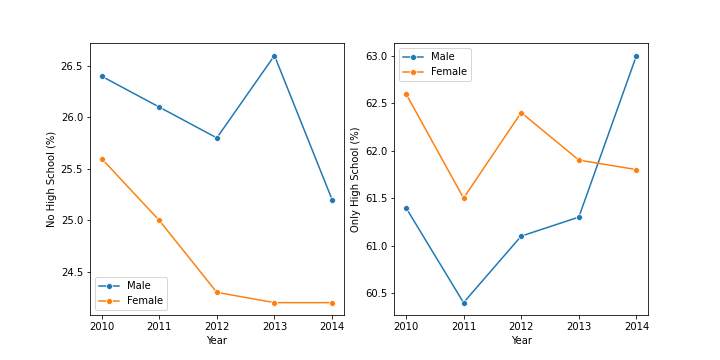 No High School (%)
26.5
26.0
25.5
25.0
24.5
Male
Female
2010 2011 2012 2013 2014
Year
Only High School (%)
63.0
62.5
62.0
61.5
61.0
60.5
Male
Female
2010 2011 2012 2013 2014
Year